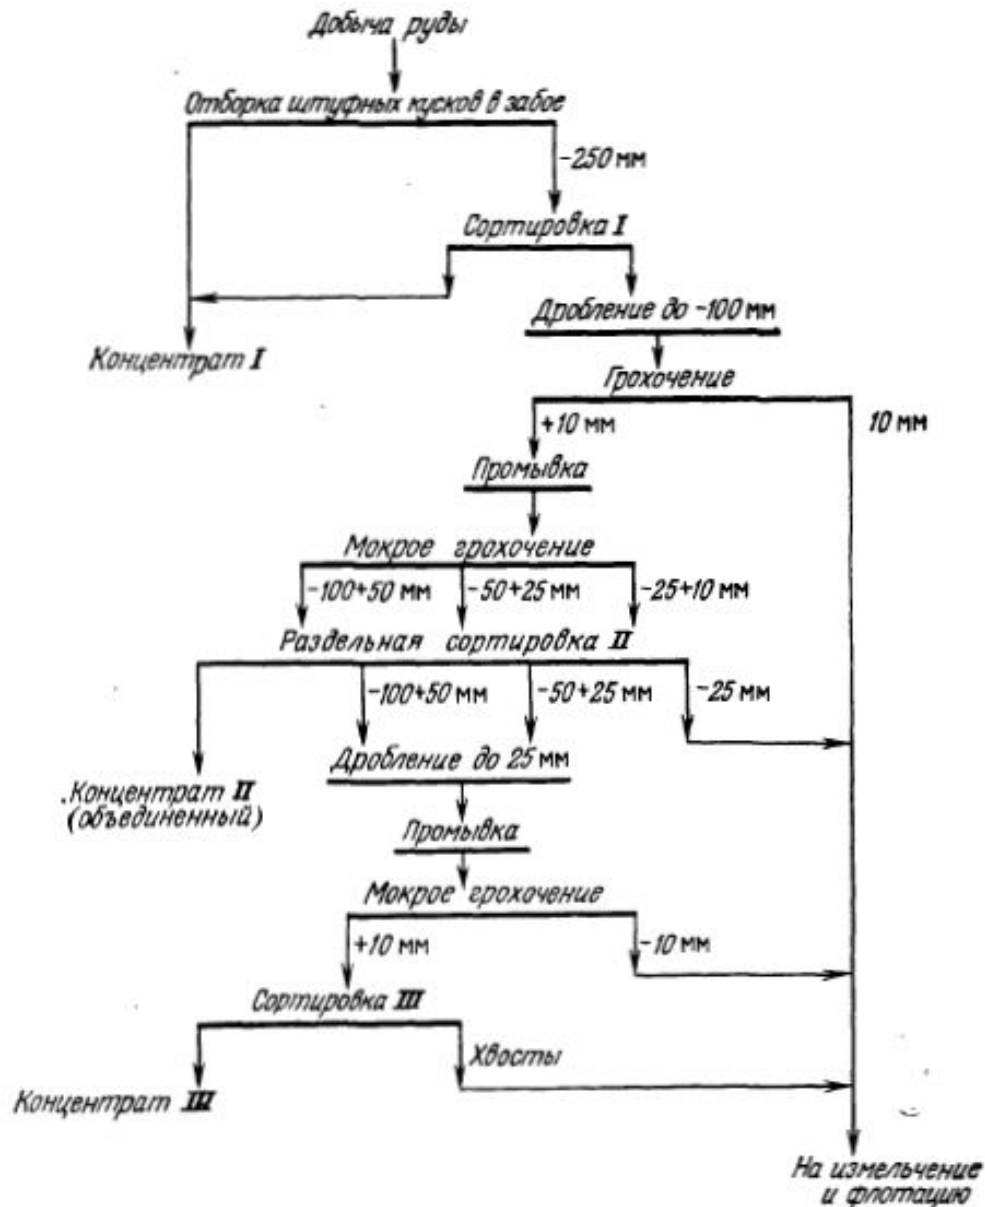 Добыча руды
Отборка штуфных кусков в забое
-250 мм
Сортировка I
Дробление до -100 мм
Концентрат I
Грохочение
+10 мм
10 мм
Промывка
Мокрое грохочение
-100+50 мм
-50+25 мм
-25+10 мм
Раздельная сортировка II
-100+50 мм
-50+25 мм
-25 мм
Дробление до 25 мм
.Концентрат II
(объединенный)
Промывка
Мокрое грохочение
+10 мм
-10 мм
Сортировка III
Хвосты
Концентрат III
На измельчение
и флотацию